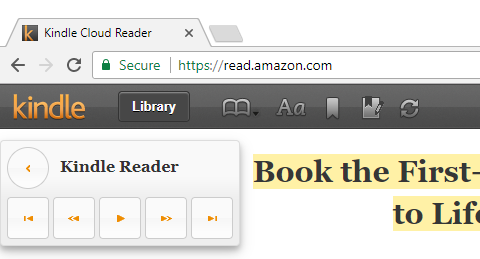 Kindle Cloud Reader
Secure https://read.amazon.com
kindle Library Aa
Kindle Reader
Book the First-
to Life